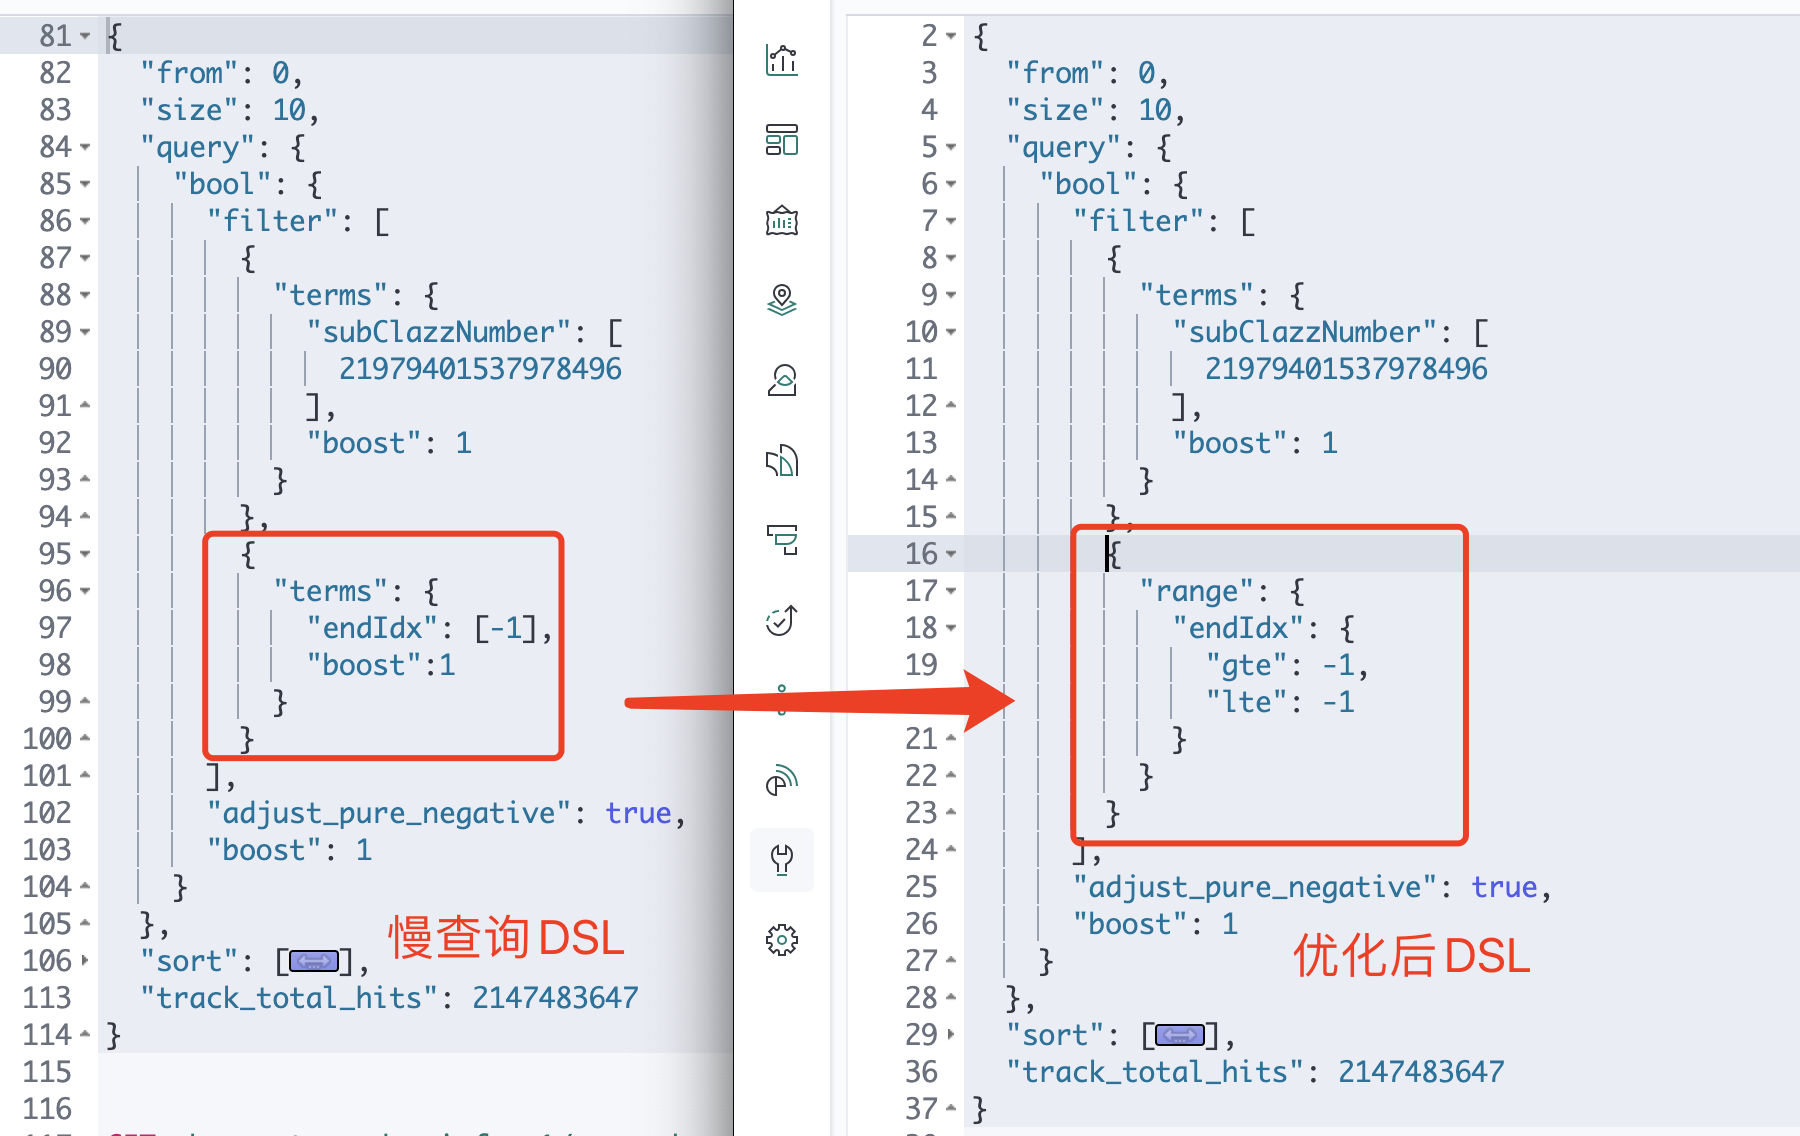 81 {
82 "from": 0,
83 "size": 10,
84 "query": {
85 "bool": {
86 "filter": [
87 {
88 "terms": {
89 "subClazzNumber": [
90 21979401537978496
91 ],
92 "boost": 1
93 }
94 },
95 {
96 "terms": {
97 "endIdx": [-1],
98 "boost":1
99 }
100 }
101 ],
102 "adjust_pure_negative": true,
103 "boost": 1
104 }
105 },
慢查询DSL
106 "sort": [],
113 "track_total_hits": 2147483647
114 }
115
116
2 {
3 "from": 0,
4 "size": 10,
5 "query": {
6 "bool": {
7 "filter": [
8 {
9 "terms": {
10 "subClazzNumber": [
11 21979401537978496
12 ],
13 "boost": 1
14 }
15 },
16 {
17 "range": {
18 "endIdx": {
19 "gte": -1,
"lte": -1
21 }
22 }
23 }
24 ],
25 "adjust_pure_negative": true,
26 "boost": 1
27 }
优化后DSL
28 },
29 "sort": [],
36 "track_total_hits": 2147483647
37 }